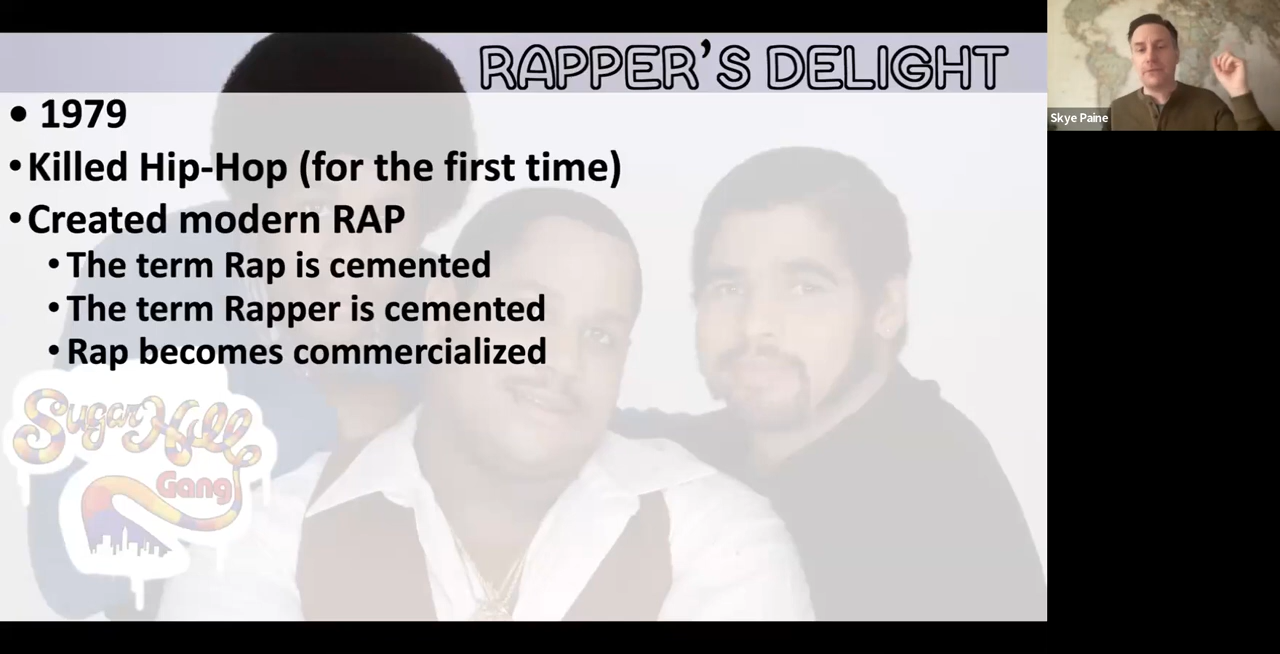 RAPPER'S DELIGHT
• 1979
• Killed Hip-Hop (for the first time)
• Created modern RAP
• The term Rap is cemented
• The term Rapper is cemented
• Rap becomes commercialized
Sugar Hill
Gang
Skye Paine